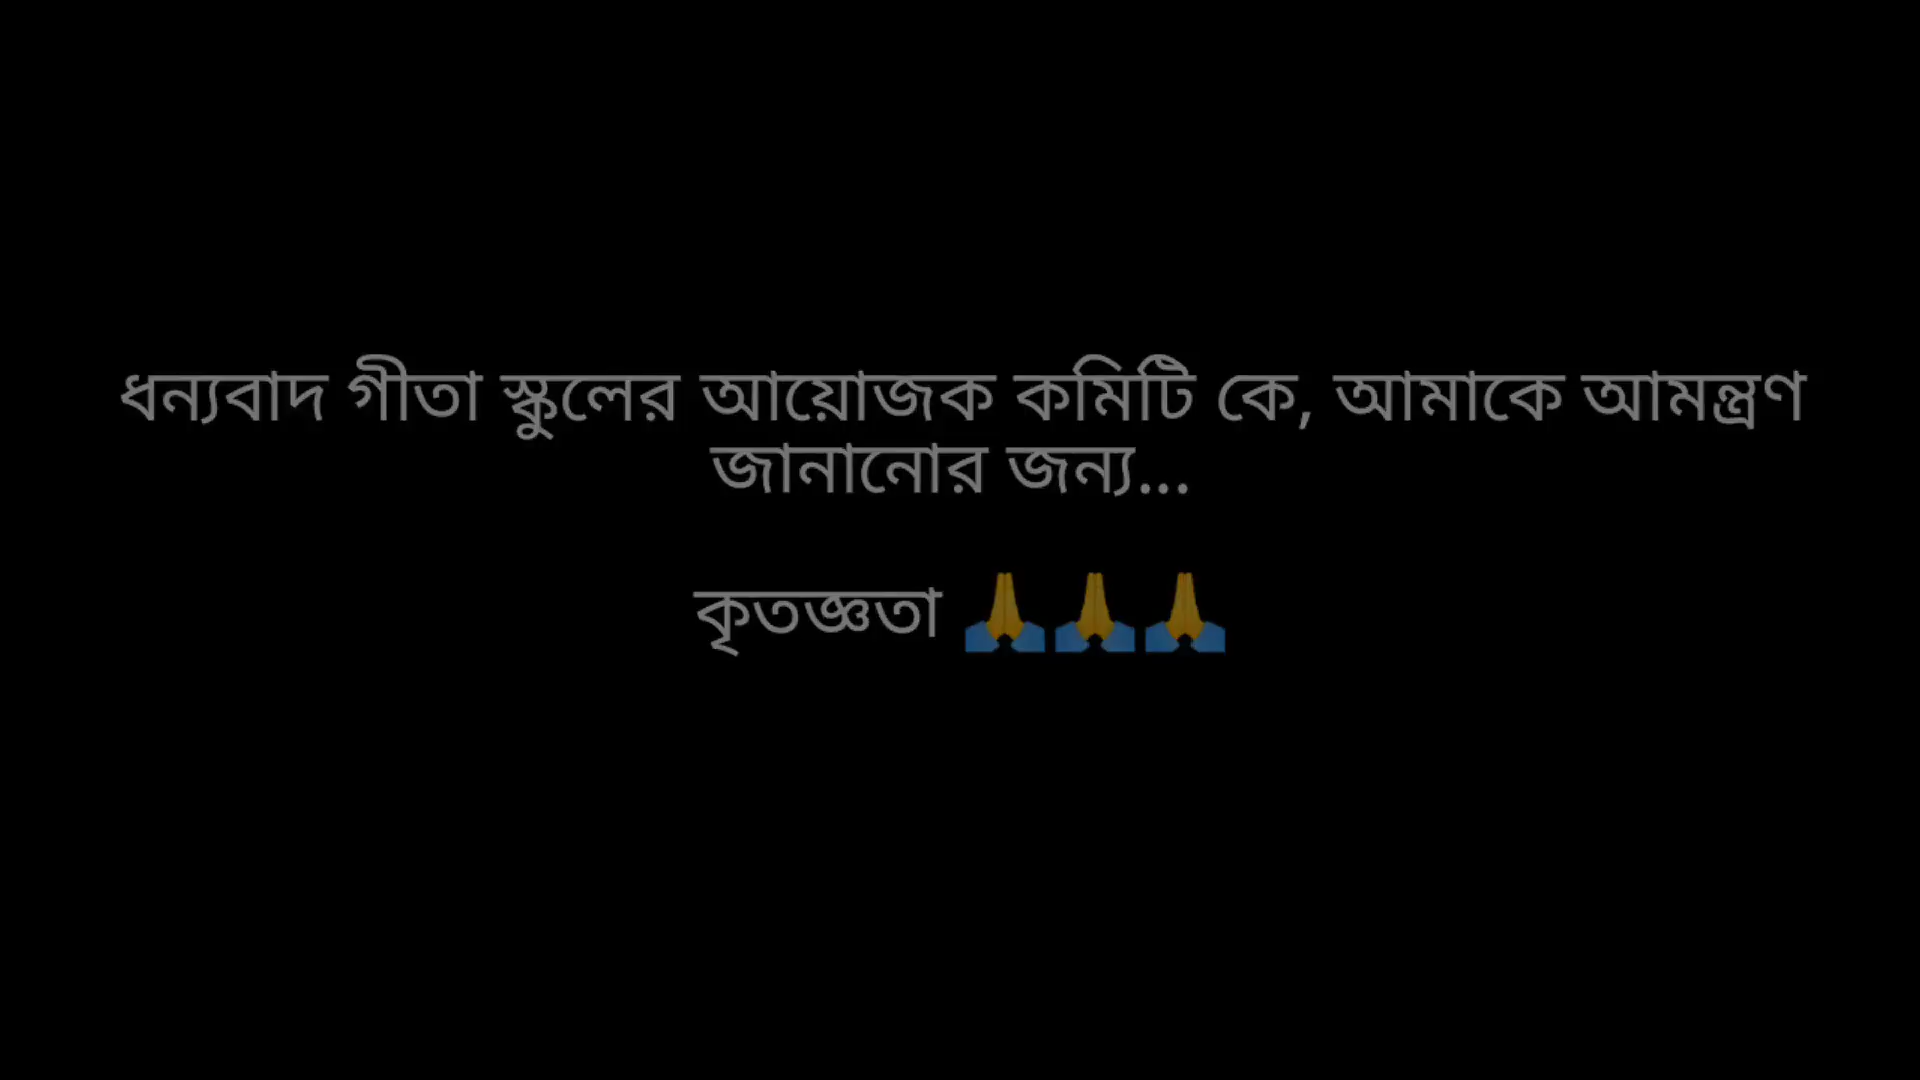 ধন্যবাদ গীতা স্কুলের আয়োজক কমিটি কে, আমাকে আমন্ত্রণ
জানানোর জন্য...
কৃতজ্ঞতা 🙏🙏🙏